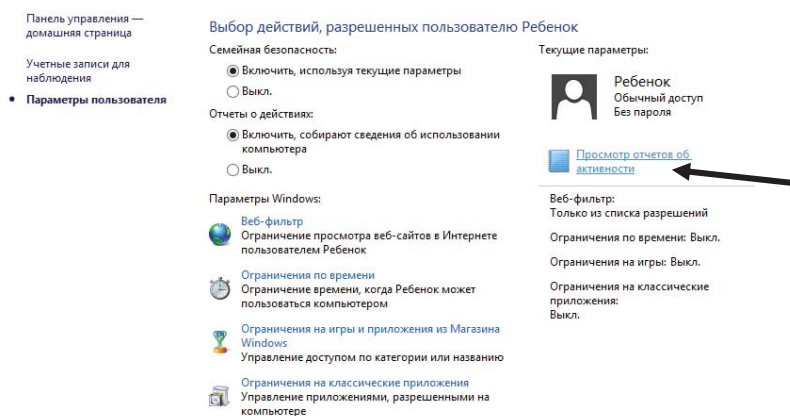 Панель управления —
домашняя страница
Учетные записи для
наблюдения
Параметры пользователя
Выбор действий, разрешенных пользователю Ребенок
Семейная безопасность:
Включить, используя текущие параметры
Выкл.
Отчеты о действиях:
Включить, собирают сведения об использовании
компьютера
Выкл.
Параметры Windows:
Веб-фильтр
Ограничение просмотра веб-сайтов в Интернете
пользователем Ребенок
Ограничения по времени
Ограничение времени, когда Ребенок может
пользоваться компьютером
Ограничения на игры и приложения из Магазина
Windows
Управление доступом по категории или названию
Ограничения на классические приложения
Управление приложениями, разрешенными на
компьютере
Текущие параметры:
Ребенок
Обычный доступ
Без пароля
Просмотр отчетов об
активности
Веб-фильтр:
Только из списка разрешений
Ограничения по времени: Выкл.
Ограничения на игры: Выкл.
Ограничения на классические
приложения:
Выкл.